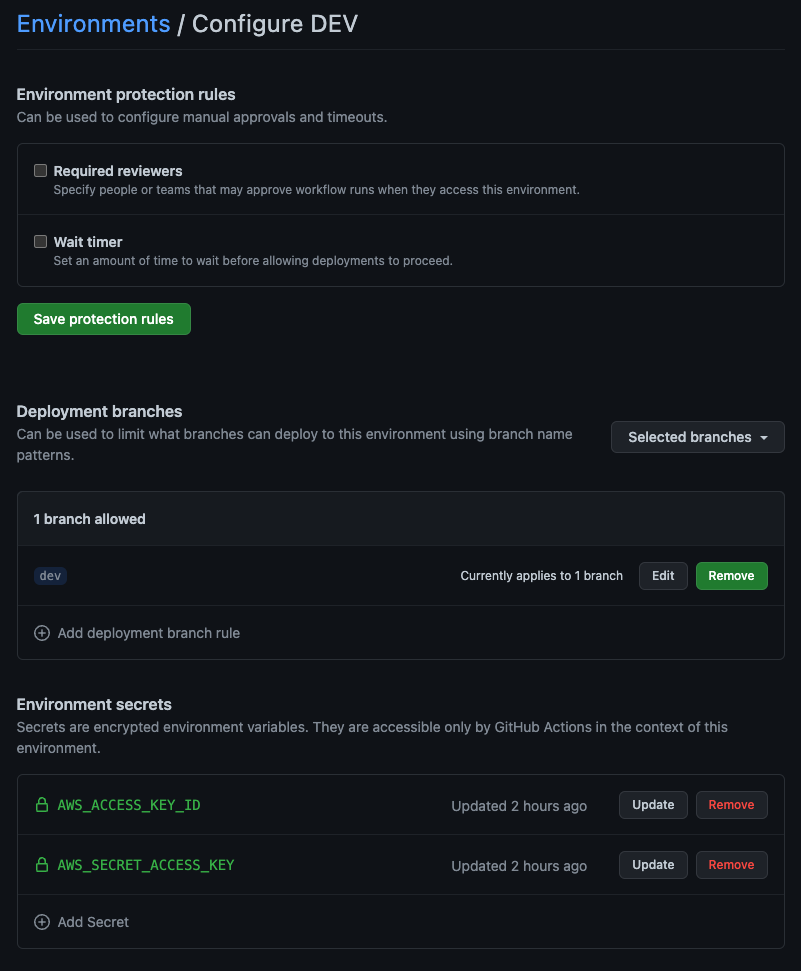 Environments / Configure DEV
Environment protection rules
Can be used to configure manual approvals and timeouts.
Required reviewers
Specify people or teams that may approve workflow runs when they access this environment.
Wait timer
Set an amount of time to wait before allowing deployments to proceed.
Save protection rules
Deployment branches
Can be used to limit what branches can deploy to this environment using branch name
patterns.
Selected branches
1 branch allowed
dev Currently applies to 1 branch Edit Remove
Add deployment branch rule
Environment secrets
Secrets are encrypted environment variables. They are accessible only by GitHub Actions in the context of this
environment.
AWS_ACCESS_KEY_ID Updated 2 hours ago Update Remove
AWS_SECRET_ACCESS_KEY Updated 2 hours ago Update Remove
Add Secret